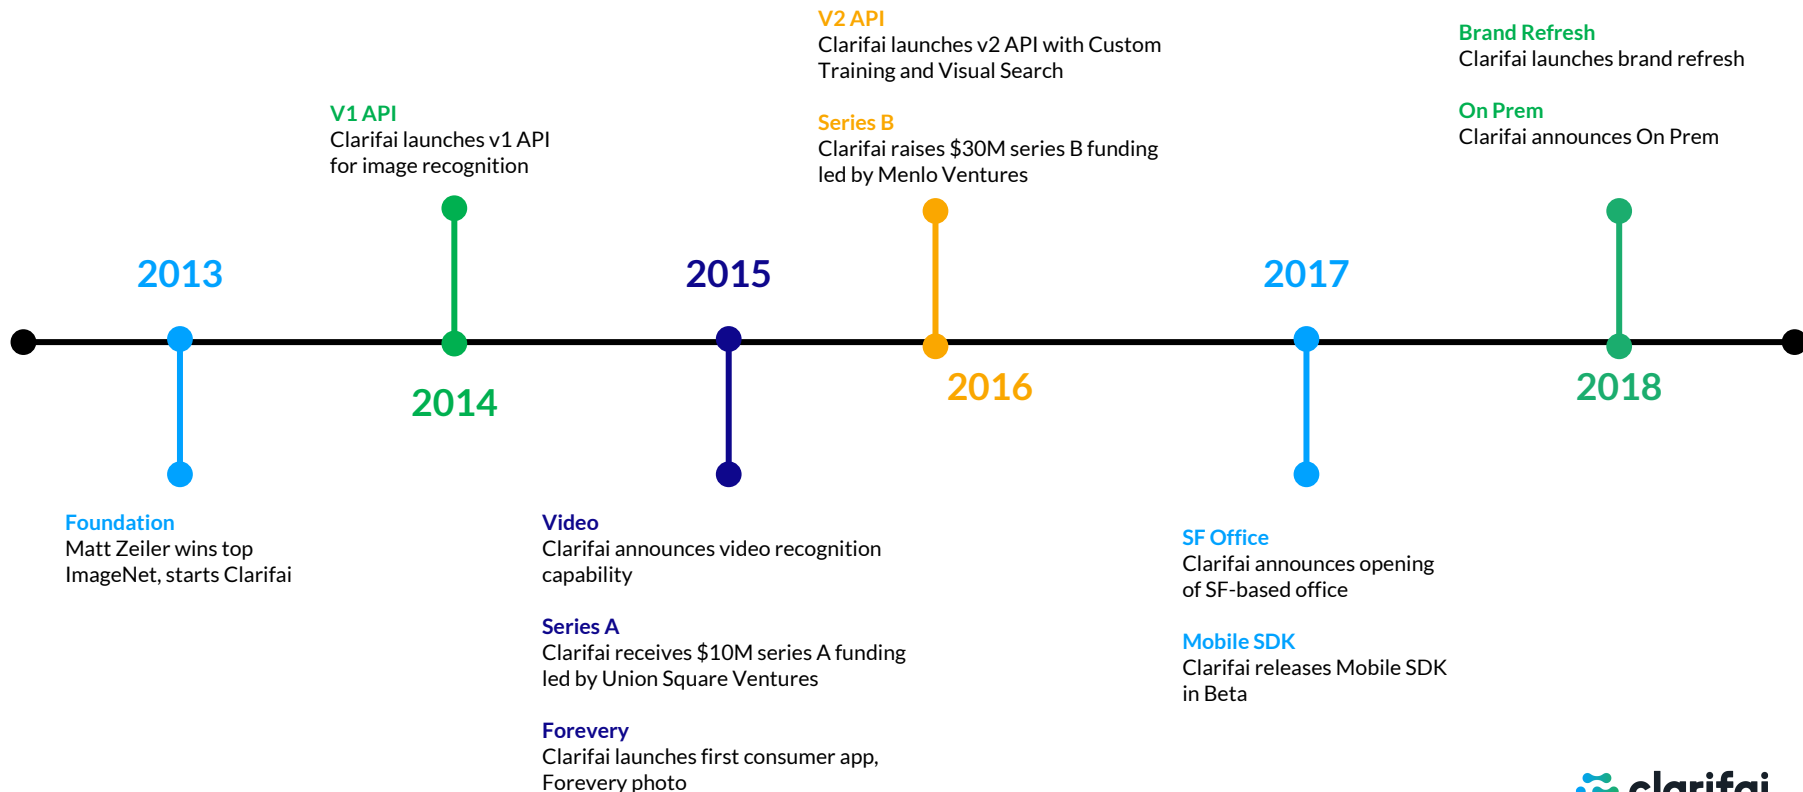 V2 API
Clarifai launches v2 API with Custom
Training and Visual Search
Series B
Clarifai raises $30M series B funding
led by Menlo Ventures
Brand Refresh
Clarifai launches brand refresh
On Prem
Clarifai announces On Prem
V1 API
Clarifai launches v1 API
for image recognition
2013
2015
2017
2014
2016
2018
Foundation
Matt Zeiler wins top
ImageNet, starts Clarifai
Video
Clarifai announces video recognition
capability
Series A
Clarifai receives $10M series A funding
led by Union Square Ventures
Forevery
Clarifai launches first consumer app,
Forevery photo
SF Office
Clarifai announces opening
of SF-based office
Mobile SDK
Clarifai releases Mobile SDK
in Beta
clarifai